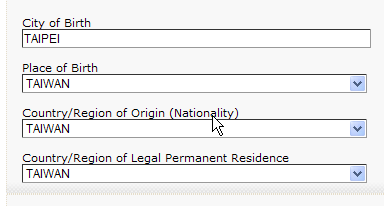 City of Birth
TAIPEI
Place of Birth
TAIWAN
Country/Region of Origin (Nationality)
TAIWAN
Country/Region of Legal Permanent Residence
TAIWAN